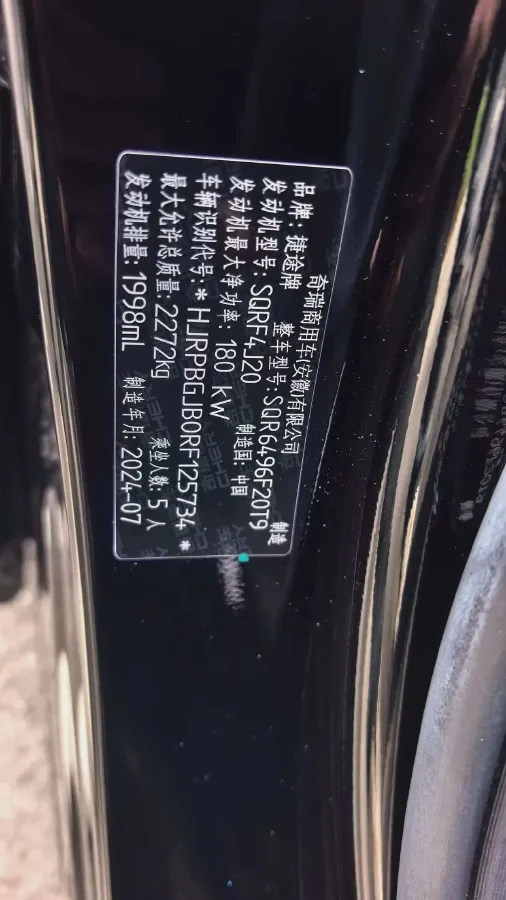 奇瑞商用车(安徽)有限公司 制造
品牌：捷途牌 整车型号：SQR6496F20T9
发动机型号：SQRF4J20 制造国：中国
发动机最大净功率：180 kW
车辆识别代号：*HJRPBGJB0RF125734*
最大允许总质量：2272kg 乘坐人数：5 人
发动机排量：1998mL 制造年月：2024-07